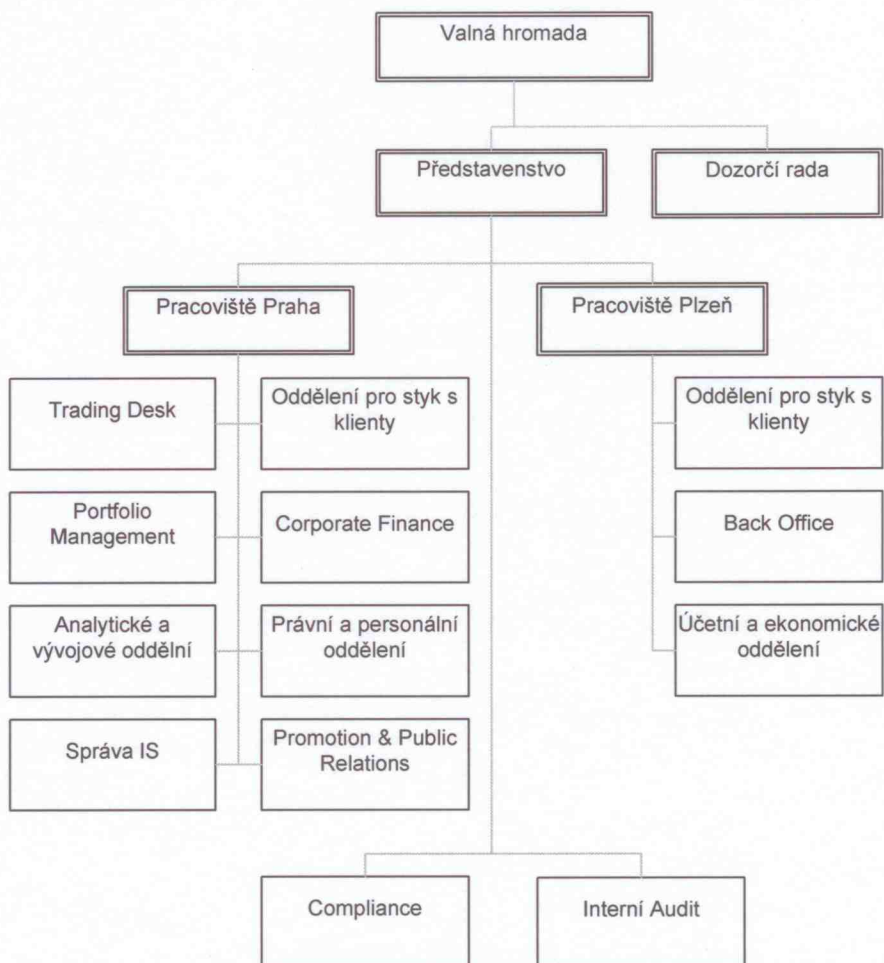 Valná hromada
Představenstvo
Dozorčí rada
Pracoviště Praha
Pracoviště Plzeň
Trading Desk
Oddělení pro styk s
klienty
Oddělení pro styk s
klienty
Portfolio
Management
Corporate Finance
Back Office
Analytické a
vývojové oddělní
Právní a personální
oddělení
Účetní a ekonomické
oddělení
Správa IS
Promotion & Public
Relations
Compliance
Interní Audit